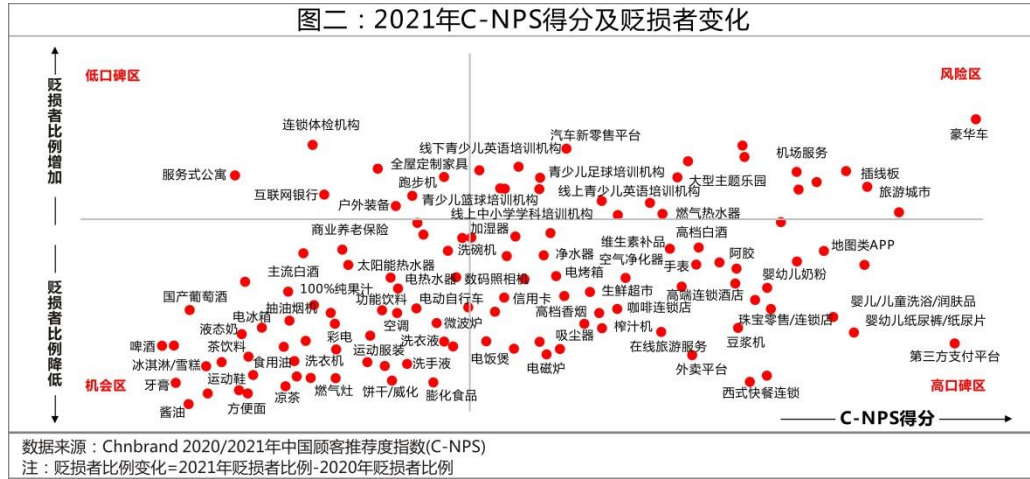 图二：2021年C-NPS得分及贬损者变化
低口碑区
风险区
贬损者比例增加
豪华车
连锁体检机构
汽车新零售平台
线下青少儿英语培训机构
机场服务
全屋定制家具
青少儿足球培训机构
插线板
服务式公寓
跑步机
大型主题乐园
互联网银行
线上青少儿英语培训机构
旅游城市
青少儿篮球培训机构
户外装备
线上中小学学科培训机构
燃气热水器
商业养老保险
加湿器
高档白酒
维生素补品
地图类APP
洗碗机
净水器
阿胶
空气净化器
主流白酒
太阳能热水器
手表
电烤箱
婴幼儿奶粉
电热水器
数码照相机
100%纯果汁
生鲜超市
高端连锁酒店
国产葡萄酒
功能饮料
电动自行车
信用卡
婴儿/儿童洗浴/润肤品
抽油烟机
高档香烟
咖啡连锁店
电冰箱
珠宝零售/连锁店
婴幼儿纸尿裤/纸尿片
空调
微波炉
液态奶
彩电
吸尘器
榨汁机
洗衣液
豆浆机
啤酒
茶饮料
在线旅游服务
运动服装
第三方支付平台
食用油
洗衣机
冰淇淋/雪糕
洗手液
电饭煲
外卖平台
电磁炉
贬损者比例降低
机会区
牙膏
运动鞋
燃气灶
饼干/威化
膨化食品
西式快餐连锁
高口碑区
酱油
方便面
凉茶
C-NPS得分
数据来源：Chnbrand 2020/2021年中国顾客推荐度指数(C-NPS)
注：贬损者比例变化=2021年贬损者比例-2020年贬损者比例